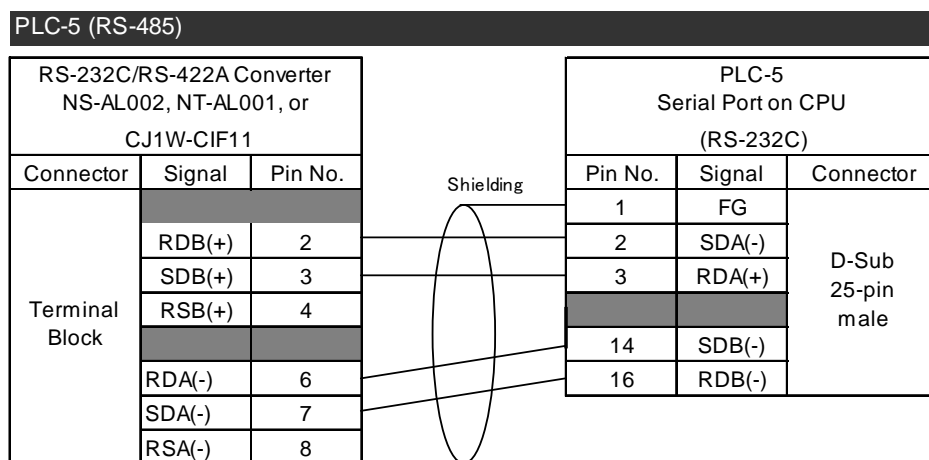 PLC-5 (RS-485)
RS-232C/RS-422A Converter
NS-AL002, NT-AL001, or
CJ1W-CIF11
Connector Signal Pin No.
RDB(+) 2
SDB(+) 3
RSB(+) 4
Terminal
Block
RDA(-) 6
SDA(-) 7
RSA(-) 8
Shielding
PLC-5
Serial Port on CPU
(RS-232C)
Pin No. Signal Connector
1 FG
2 SDA(-)
3 RDA(+)
14 SDB(-)
16 RDB(-)
D-Sub
25-pin
male